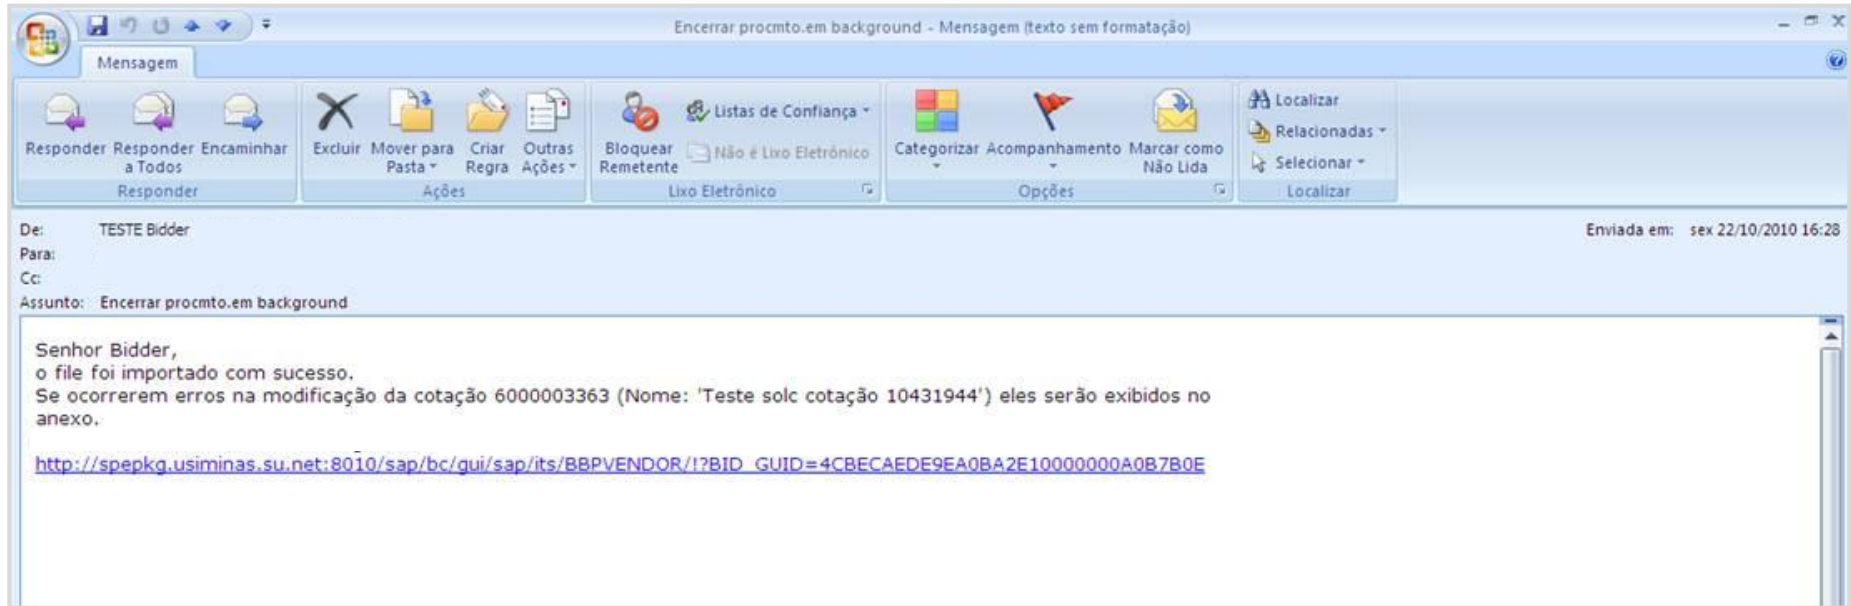 Encerrar procmto.em background - Mensagem (texto sem formatação)
Mensagem
Responder Responder a Todos Encaminhar
Responder
Excluir Mover para Pasta Criar Regra Outras Ações
Ações
Bloquear Remetente
Listas de Confiança
Não é Lixo Eletrônico
Lixo Eletrônico
Categorizar Acompanhamento Marcar como Não Lida
Opções
Localizar
Relacionadas
Selecionar
Localizar
De: TESTE Bidder
Enviada em: sex 22/10/2010 16:28
Para:
Cc:
Assunto: Encerrar procmto.em background
Senhor Bidder,
o file foi importado com sucesso.
Se ocorrerem erros na modificação da cotação 6000003363 (Nome: 'Teste solc cotação 10431944') eles serão exibidos no
anexo.
http://spepkg.usiminas.su.net:8010/sap/bc/gui/sap/its/BBPVENDOR/!?BID_GUID=4CBECAEDE9EA0BA2E10000000A0B7B0E